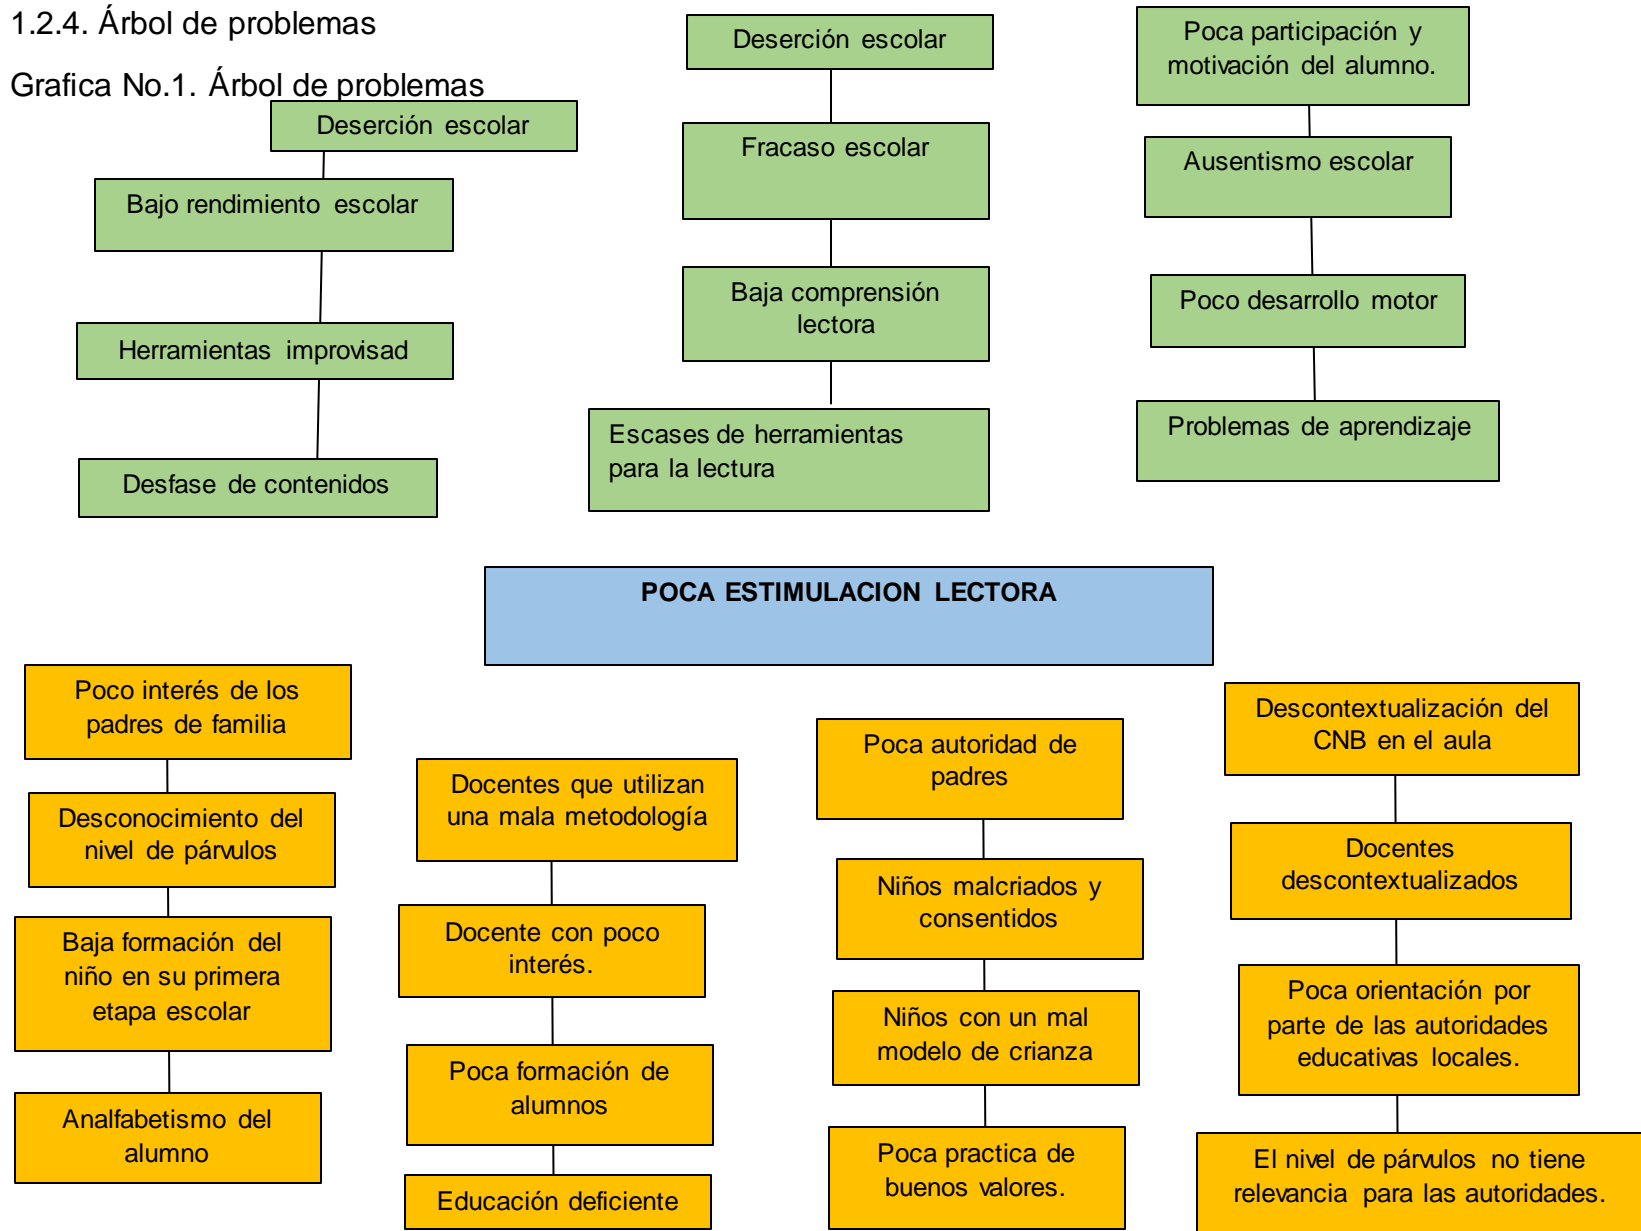 1.2.4. Árbol de problemas
Grafica No.1. Árbol de problemas
Deserción escolar
Bajo rendimiento escolar
Herramientas improvisad
Desfase de contenidos
Deserción escolar
Fracaso escolar
Baja comprensión
lectora
Escases de herramientas
para la lectura
Poca participación y
motivación del alumno.
Ausentismo escolar
Poco desarrollo motor
Problemas de aprendizaje
POCA ESTIMULACION LECTORA
Poco interés de los
padres de familia
Desconocimiento del
nivel de párvulos
Baja formación del
niño en su primera
etapa escolar
Analfabetismo del
alumno
Docentes que utilizan
una mala metodología
Docente con poco
interés.
Poca formación de
alumnos
Educación deficiente
Poca autoridad de
padres
Niños malcriados y
consentidos
Niños con un mal
modelo de crianza
Poca practica de
buenos valores.
Descontextualización del
CNB en el aula
Docentes
descontextualizados
Poca orientación por
parte de las autoridades
educativas locales.
El nivel de párvulos no tiene
relevancia para las autoridades.